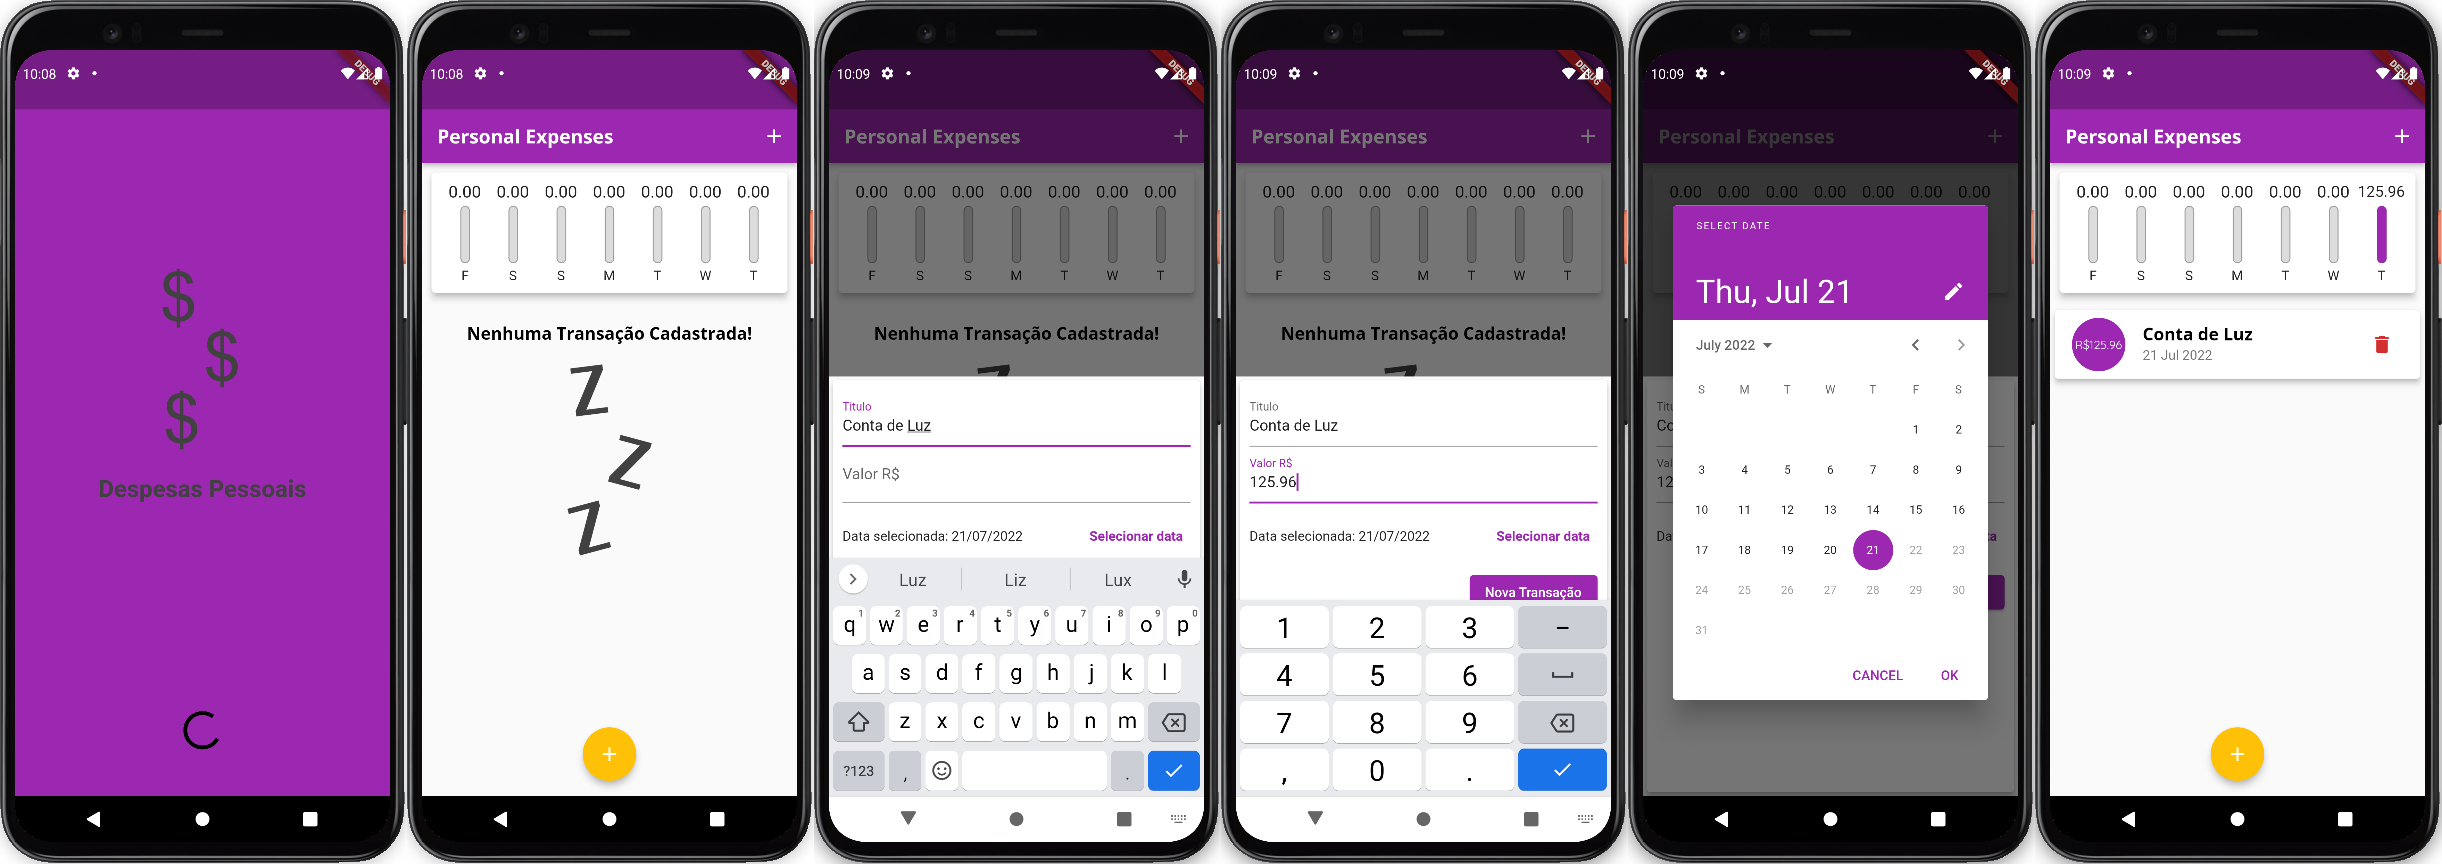 10:08
DEBUG
$
$
$
Despesas Pessoais
10:08
DEBUG
Personal Expenses +
0.00 0.00 0.00 0.00 0.00 0.00 0.00
F S S M T W T
Nenhuma Transação Cadastrada!
Z
Z
Z
+
10:09
DEBUG
Personal Expenses +
0.00 0.00 0.00 0.00 0.00 0.00 0.00
F S S M T W T
Nenhuma Transação Cadastrada!
Titulo
Conta de Luz
Valor R$
Data selecionada: 21/07/2022 Selecionar data
Luz Liz Lux
q1 w2 e3 r4 t5 y6 u7 i8 o9 p0
a s d f g h j k l
z x c v b n m
?123 , .
10:09
DEBUG
Personal Expenses +
0.00 0.00 0.00 0.00 0.00 0.00 0.00
F S S M T W T
Nenhuma Transação Cadastrada!
Titulo
Conta de Luz
Valor R$
125.96
Data selecionada: 21/07/2022 Selecionar data
Nova Transação
1 2 3 –
4 5 6
7 8 9
, 0 .
10:09
DEBUG
Personal Expenses +
0.00 0.00 0.00 0.00 0.00 0.00 0.00
SELECT DATE
Thu, Jul 21
July 2022
S M T W T F S
1 2
3 4 5 6 7 8 9
10 11 12 13 14 15 16
17 18 19 20 21 22 23
24 25 26 27 28 29 30
31
CANCEL OK
10:09
DEBUG
Personal Expenses +
0.00 0.00 0.00 0.00 0.00 0.00 125.96
F S S M T W T
R$125.96
Conta de Luz
21 Jul 2022
+